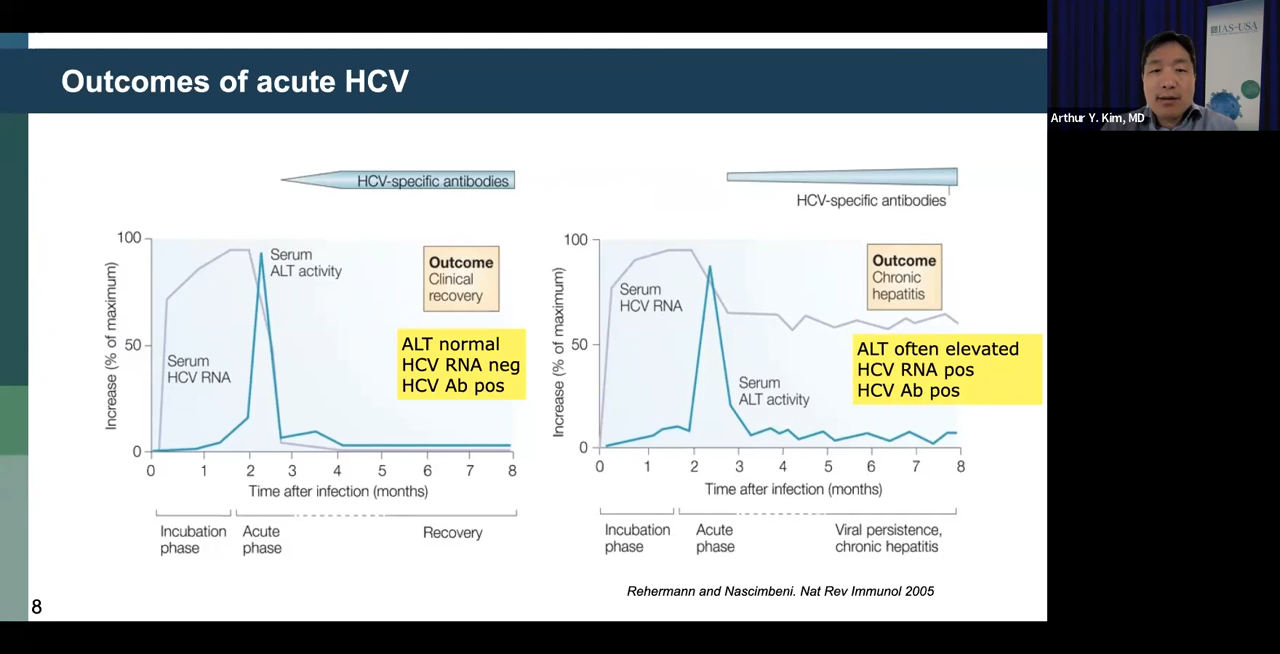 Outcomes of acute HCV
IAS–USA
Arthur Y. Kim, MD
HCV-specific antibodies
100
50
0
Increase (% of maximum)
Serum
ALT activity
Serum
HCV RNA
Outcome
Clinical
recovery
ALT normal
HCV RNA neg
HCV Ab pos
0 1 2 3 4 5 6 7 8
Time after infection (months)
Incubation
phase
Acute
phase
Recovery
HCV-specific antibodies
100
50
0
Increase (% of maximum)
Serum
HCV RNA
Serum
ALT activity
Outcome
Chronic
hepatitis
ALT often elevated
HCV RNA pos
HCV Ab pos
0 1 2 3 4 5 6 7 8
Time after infection (months)
Incubation
phase
Acute
phase
Viral persistence,
chronic hepatitis
Rehermann and Nascimbeni. Nat Rev Immunol 2005
8